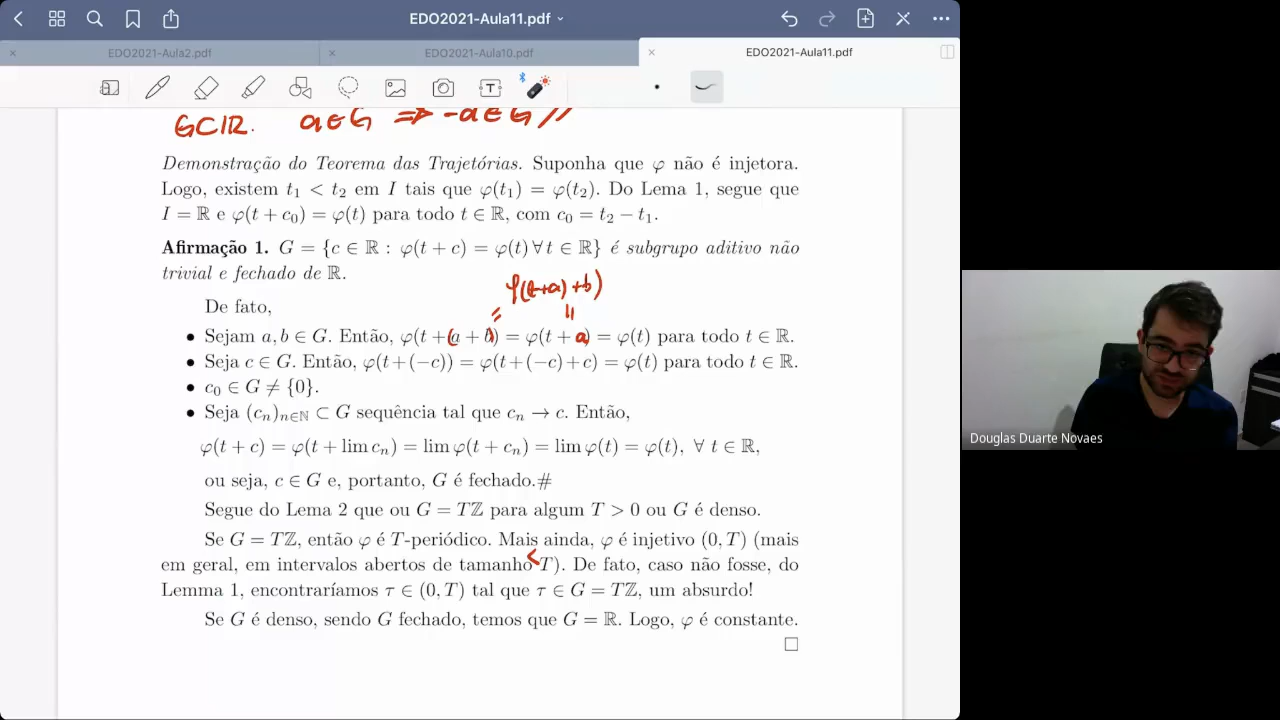 EDO2021-Aula11.pdf
EDO2021-Aula2.pdf
EDO2021-Aula10.pdf
EDO2021-Aula11.pdf
G⊂IR. a∈G ⇒ -a∈G //
Demonstração do Teorema das Trajetórias. Suponha que φ não é injetora.
Logo, existem t₁ < t₂ em I tais que φ(t₁) = φ(t₂). Do Lema 1, segue que
I = ℝ e φ(t + c₀) = φ(t) para todo t ∈ ℝ, com c₀ = t₂ − t₁.
Afirmação 1. G = {c ∈ ℝ : φ(t + c) = φ(t) ∀ t ∈ ℝ} é subgrupo aditivo não
trivial e fechado de ℝ.
φ((t+a)+b)
De fato,
• Sejam a, b ∈ G. Então, φ(t + (a + b)) = φ(t + a) = φ(t) para todo t ∈ ℝ.
• Seja c ∈ G. Então, φ(t+(−c)) = φ(t+(−c)+c) = φ(t) para todo t ∈ ℝ.
• c₀ ∈ G ≠ {0}.
• Seja (cₙ)ₙ∈ℕ ⊂ G sequência tal que cₙ → c. Então,
φ(t + c) = φ(t + lim cₙ) = lim φ(t + cₙ) = lim φ(t) = φ(t), ∀ t ∈ ℝ,
ou seja, c ∈ G e, portanto, G é fechado.#
Segue do Lema 2 que ou G = Tℤ para algum T > 0 ou G é denso.
Se G = Tℤ, então φ é T-periódico. Mais ainda, φ é injetivo (0, T) (mais
em geral, em intervalos abertos de tamanho < T). De fato, caso não fosse, do
Lemma 1, encontraríamos τ ∈ (0, T) tal que τ ∈ G = Tℤ, um absurdo!
Se G é denso, sendo G fechado, temos que G = ℝ. Logo, φ é constante.
□
Douglas Duarte Novaes